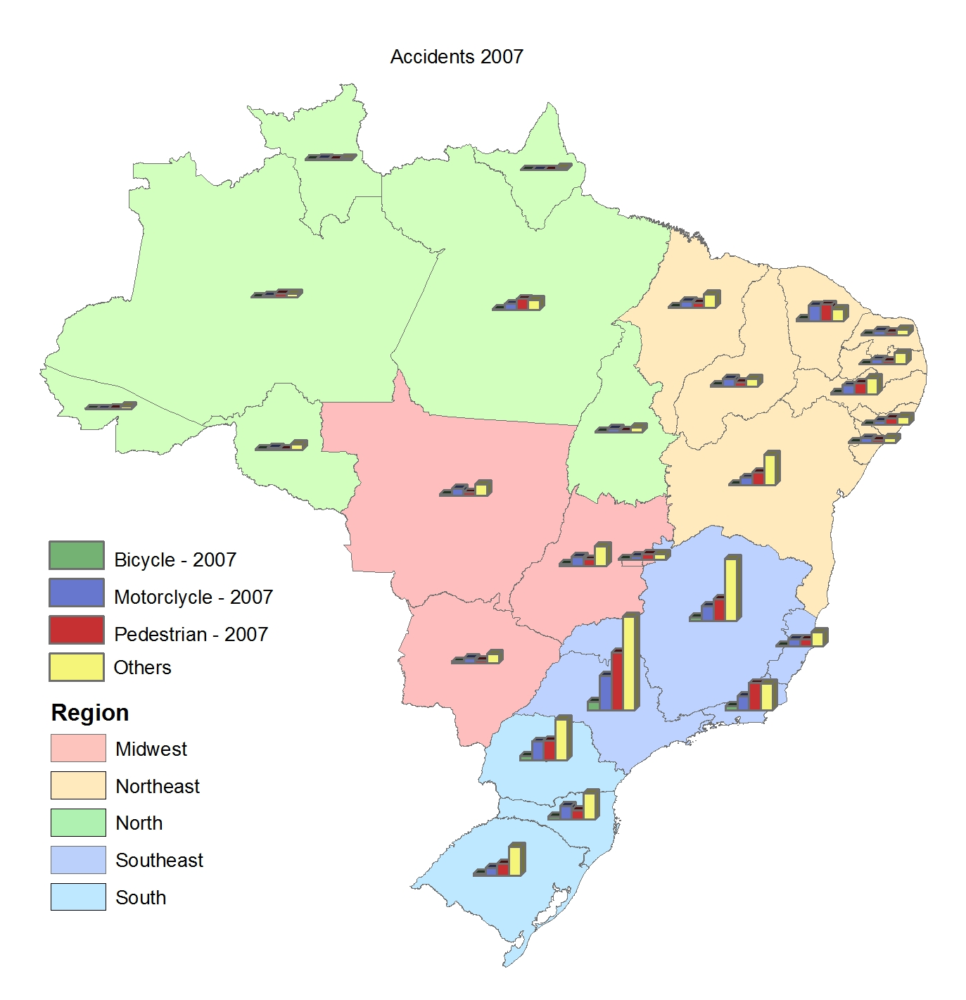 Accidents 2007
Bicycle - 2007
Motorclycle - 2007
Pedestrian - 2007
Others
Region
Midwest
Northeast
North
Southeast
South